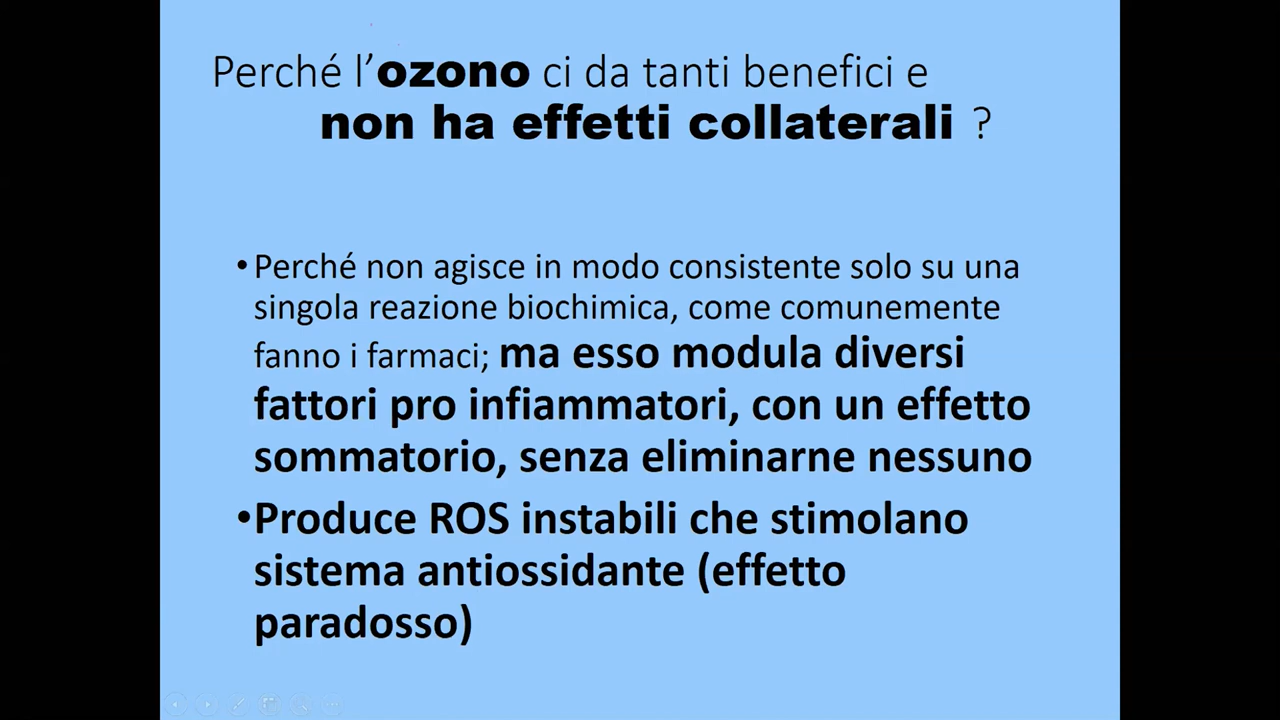 Perché l’ozono ci da tanti benefici e
non ha effetti collaterali ?
•Perché non agisce in modo consistente solo su una
singola reazione biochimica, come comunemente
fanno i farmaci; ma esso modula diversi
fattori pro infiammatori, con un effetto
sommatorio, senza eliminarne nessuno
•Produce ROS instabili che stimolano
sistema antiossidante (effetto
paradosso)